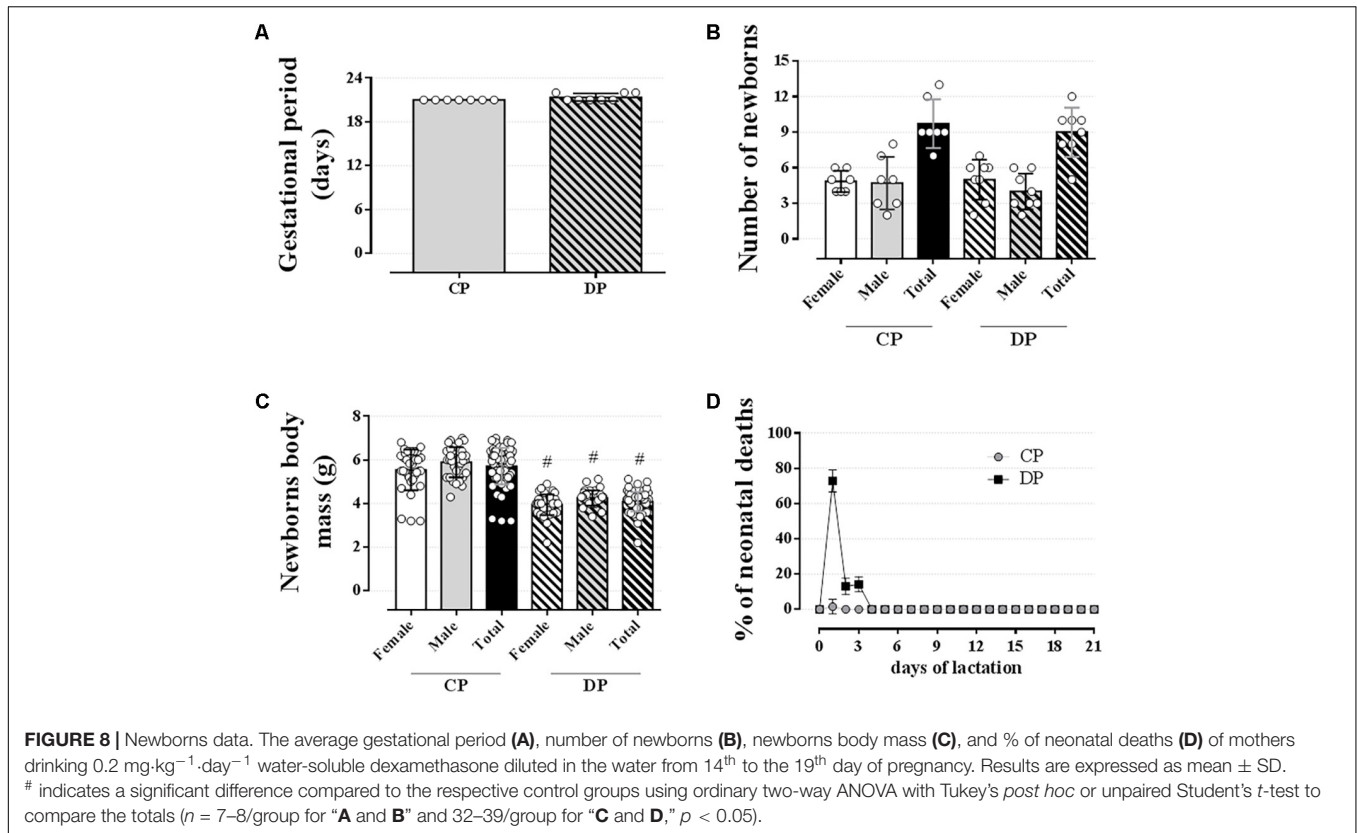 A
Gestational period
(days)
24
18
12
6
0
CP
DP
B
Number of newborns
15
12
9
6
3
0
Female
Male
Total
Female
Male
Total
CP
DP
C
Newborns body
mass (g)
8
6
4
2
0
#
#
#
Female
Male
Total
Female
Male
Total
CP
DP
D
% of neonatal deaths
100
80
60
40
20
0
CP
DP
0 3 6 9 12 15 18 21
days of lactation
FIGURE 8 | Newborns data. The average gestational period (A), number of newborns (B), newborns body mass (C), and % of neonatal deaths (D) of mothers
drinking 0.2 mg·kg⁻¹·day⁻¹ water-soluble dexamethasone diluted in the water from 14th to the 19th day of pregnancy. Results are expressed as mean ± SD.
# indicates a significant difference compared to the respective control groups using ordinary two-way ANOVA with Tukey's post hoc or unpaired Student's t-test to
compare the totals (n = 7–8/group for “A and B” and 32–39/group for “C and D,” p < 0.05).